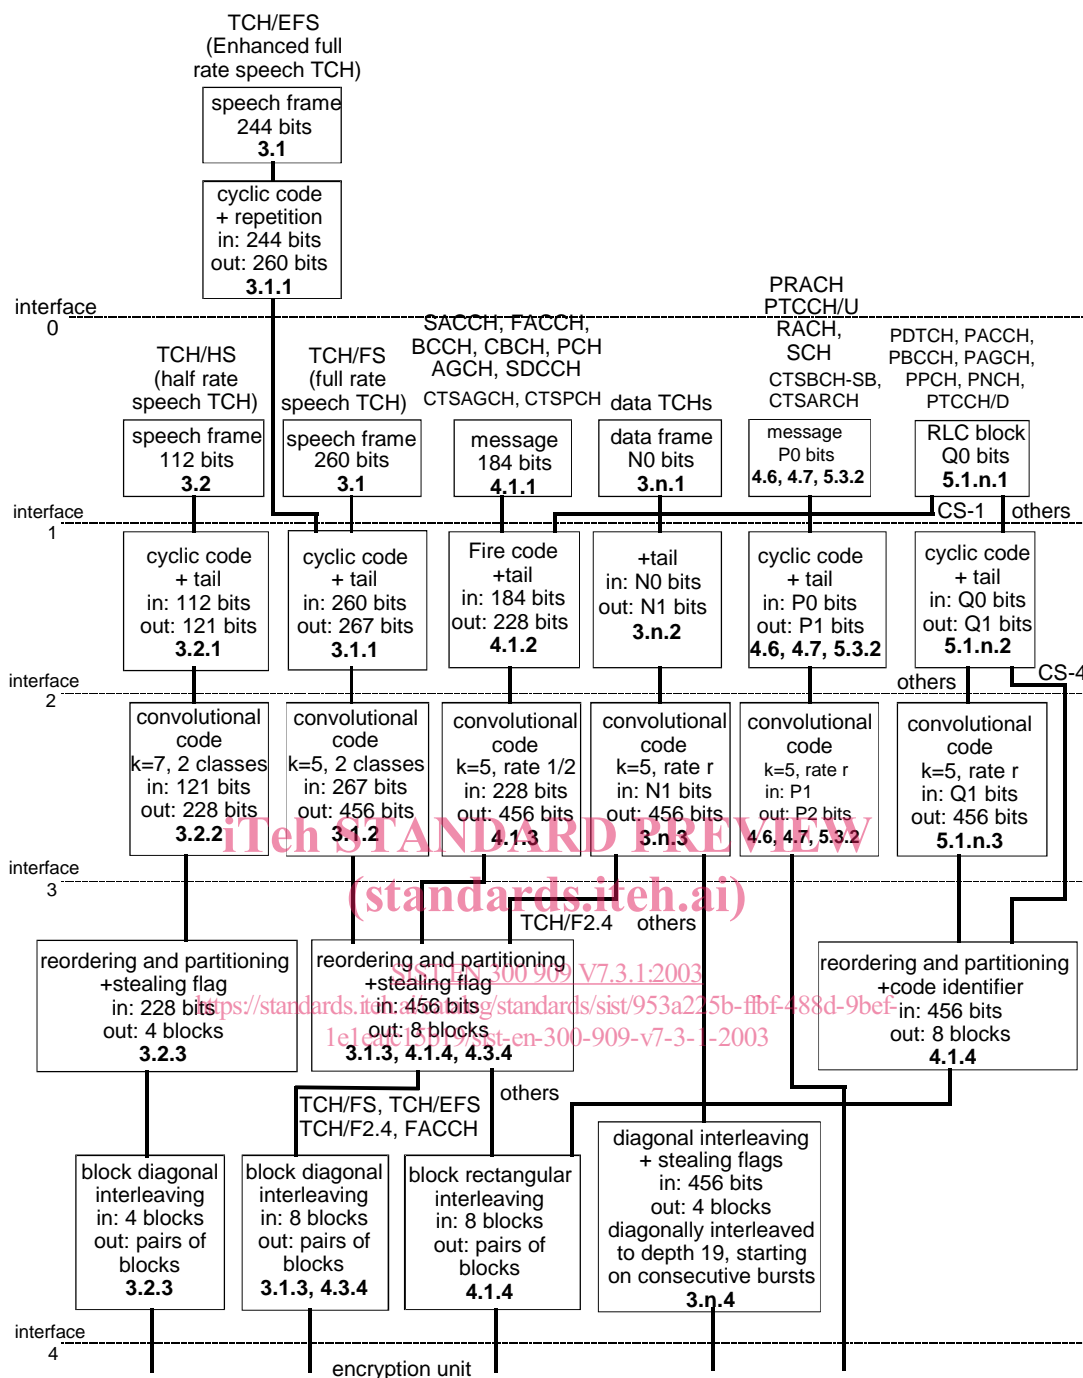 TCH/EFS
(Enhanced full
rate speech TCH)
speech frame
244 bits
3.1
cyclic code
+ repetition
in: 244 bits
out: 260 bits
3.1.1
interface
0
TCH/HS
(half rate
speech TCH)
speech frame
112 bits
3.2
TCH/FS
(full rate
speech TCH)
speech frame
260 bits
3.1
SACCH, FACCH,
BCCH, CBCH, PCH
AGCH, SDCCH
CTSAGCH, CTSPCH
message
184 bits
4.1.1
data TCHs
data frame
N0 bits
3.n.1
PRACH
PTCCH/U
RACH,
SCH
CTSBCH-SB,
CTSARCH
message
P0 bits
4.6, 4.7, 5.3.2
PDTCH, PACCH,
PBCCH, PAGCH,
PPCH, PNCH,
PTCCH/D
RLC block
Q0 bits
5.1.n.1
interface
1
CS-1
others
cyclic code
+ tail
in: 112 bits
out: 121 bits
3.2.1
cyclic code
+ tail
in: 260 bits
out: 267 bits
3.1.1
Fire code
+tail
in: 184 bits
out: 228 bits
4.1.2
+tail
in: N0 bits
out: N1 bits
3.n.2
cyclic code
+ tail
in: P0 bits
out: P1 bits
4.6, 4.7, 5.3.2
cyclic code
+ tail
in: Q0 bits
out: Q1 bits
5.1.n.2
interface
2
others
CS-4
convolutional
code
k=7, 2 classes
in: 121 bits
out: 228 bits
3.2.2
convolutional
code
k=5, 2 classes
in: 267 bits
out: 456 bits
3.1.2
convolutional
code
k=5, rate 1/2
in: 228 bits
out: 456 bits
4.1.3
convolutional
code
k=5, rate r
in: N1 bits
out: 456 bits
3.n.3
convolutional
code
k=5, rate r
in: P1
out: P2 bits
4.6, 4.7, 5.3.2
convolutional
code
k=5, rate r
in: Q1 bits
out: 456 bits
5.1.n.3
iTeh STANDARD PREVIEW
(standards.iteh.ai)
interface
3
TCH/F2.4
others
reordering and partitioning
+stealing flag
in: 228 bits
out: 4 blocks
3.2.3
reordering and partitioning
+stealing flag
in: 456 bits
out: 8 blocks
3.1.3, 4.1.4, 4.3.4
reordering and partitioning
+code identifier
in: 456 bits
out: 8 blocks
4.1.4
SIST EN 300 909 V7.3.1:2003
TCH/FS, TCH/EFS
TCH/F2.4, FACCH
others
block diagonal
interleaving
in: 4 blocks
out: pairs of
blocks
3.2.3
block diagonal
interleaving
in: 8 blocks
out: pairs of
blocks
3.1.3, 4.3.4
block rectangular
interleaving
in: 8 blocks
out: pairs of
blocks
4.1.4
diagonal interleaving
+ stealing flags
in: 456 bits
out: 4 blocks
diagonally interleaved
to depth 19, starting
on consecutive bursts
3.n.4
interface
4
encryption unit